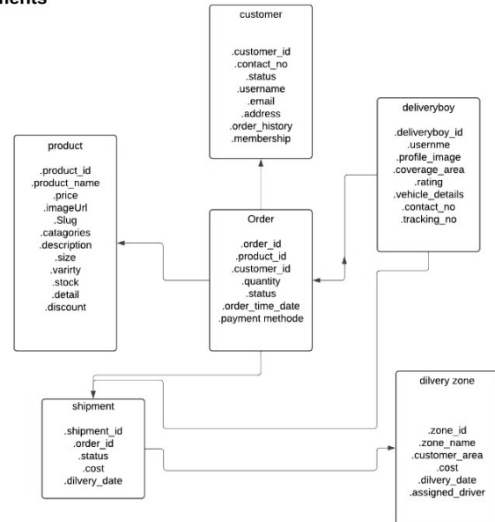 customer
.customer_id
.contact_no
.status
.username
.email
.address
.order_history
.membership
deliveryboy
.deliveryboy_id
.usernme
.profile_image
.coverage_area
.rating
.vehicle_details
.contact_no
.tracking_no
product
.product_id
.product_name
.price
.imageUrl
.Slug
.catagories
.description
.size
.varirty
.stock
.detail
.discount
Order
.order_id
.product_id
.customer_id
.quantity
.status
.order_time_date
.payment methode
shipment
.shipment_id
.order_id
.status
.cost
.dilvery_date
dilvery zone
.zone_id
.zone_name
.customer_area
.cost
.dilvery_date
.assigned_driver